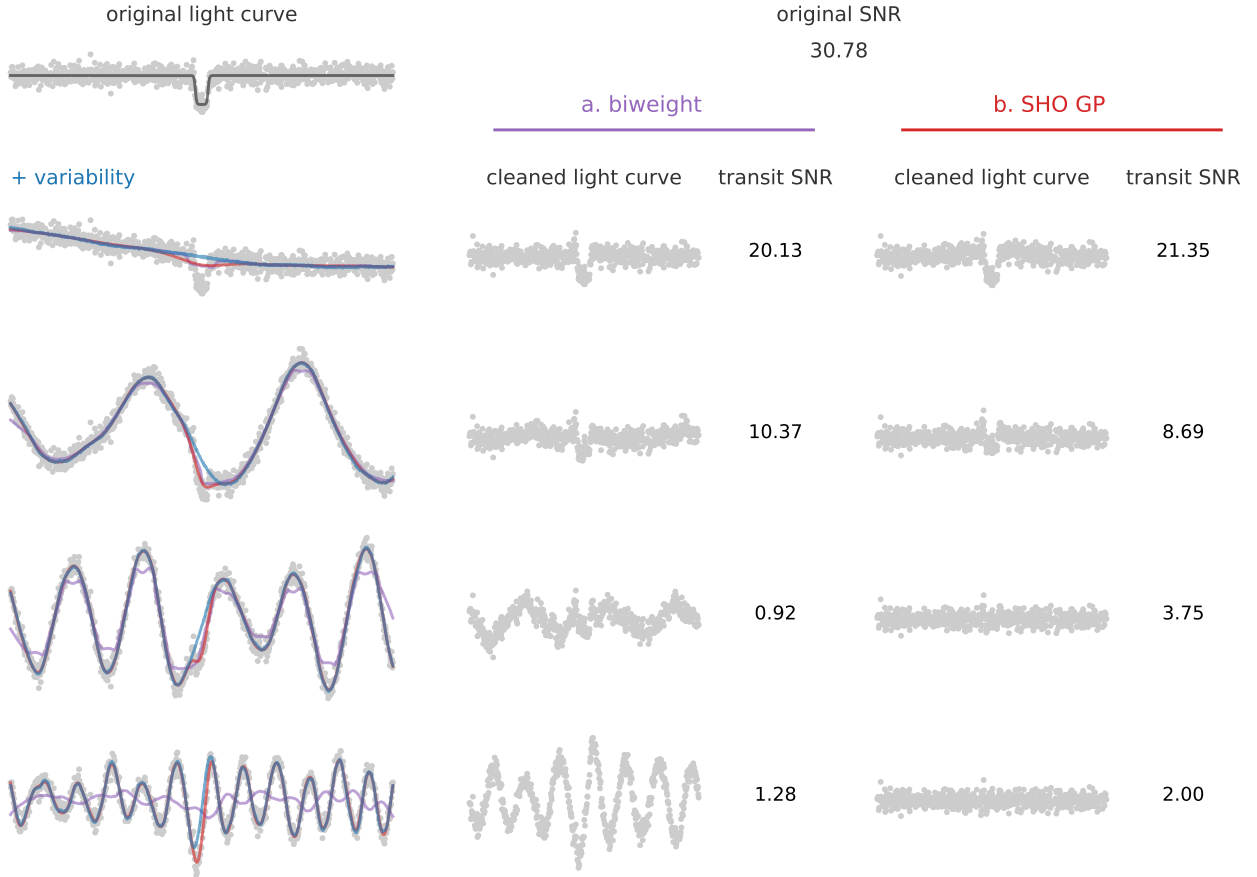 original light curve
original SNR
30.78
a. biweight
b. SHO GP
+ variability
cleaned light curve
transit SNR
cleaned light curve
transit SNR
20.13
21.35
10.37
8.69
0.92
3.75
1.28
2.00